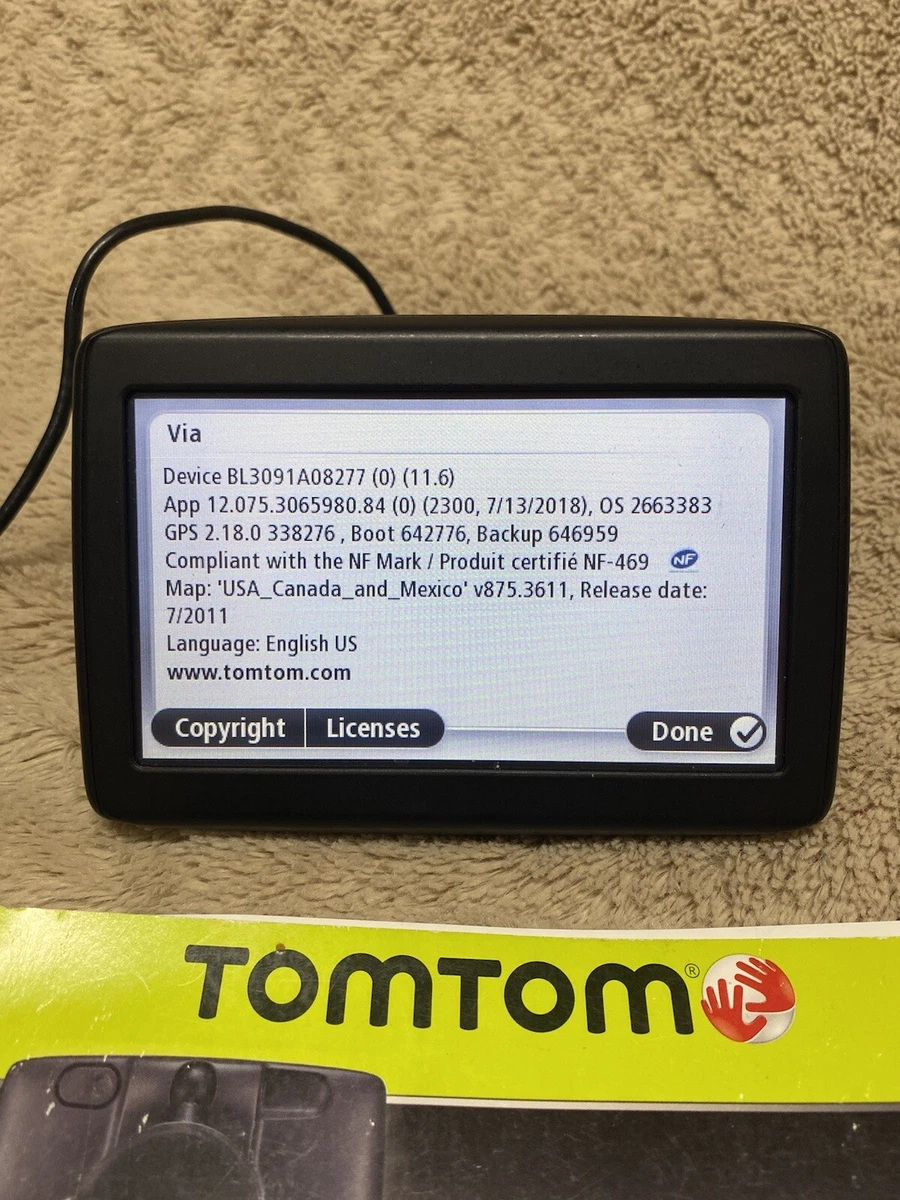 Via
Device BL3091A08277 (0) (11.6)
App 12.075.3065980.84 (0) (2300, 7/13/2018), OS 2663383
GPS 2.18.0 338276 , Boot 642776, Backup 646959
Compliant with the NF Mark / Produit certifié NF-469 NF
Map: 'USA_Canada_and_Mexico' v875.3611, Release date:
7/2011
Language: English US
www.tomtom.com
Copyright Licenses Done
TOMTOM®